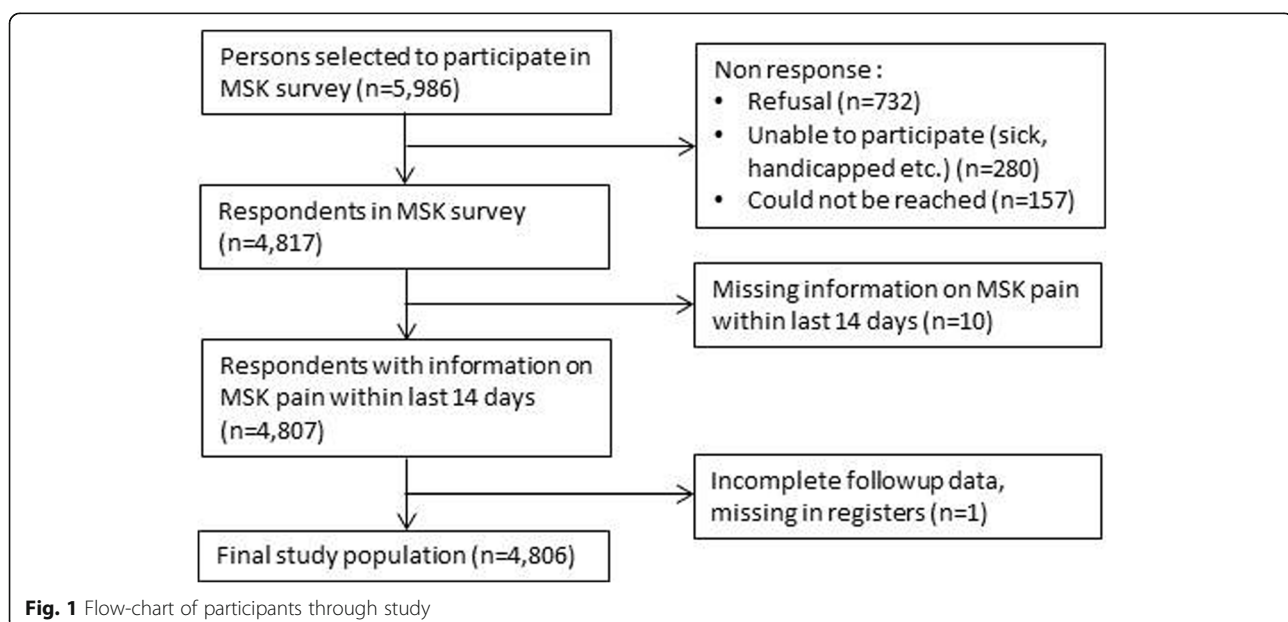 Persons selected to participate in
MSK survey (n=5,986)
Non response :
• Refusal (n=732)
• Unable to participate (sick,
handicapped etc.) (n=280)
• Could not be reached (n=157)
Respondents in MSK survey
(n=4,817)
Missing information on MSK pain
within last 14 days (n=10)
Respondents with information on
MSK pain within last 14 days
(n=4,807)
Incomplete followup data,
missing in registers (n=1)
Final study population (n=4,806)
Fig. 1 Flow-chart of participants through study